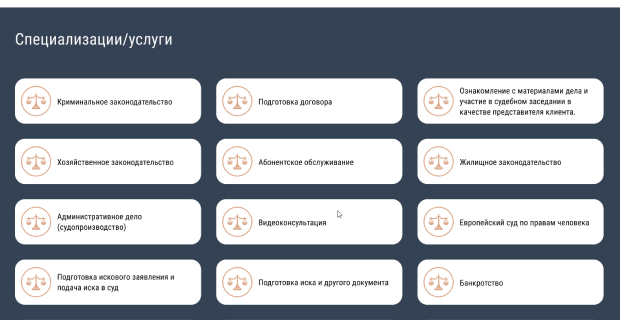 Специализации/услуги
Криминальное законодательство
Подготовка договора
Ознакомление с материалами дела и
участие в судебном заседании в
качестве представителя клиента.
Хозяйственное законодательство
Абонентское обслуживание
Жилищное законодательство
Административное дело
(судопроизводство)
Видеоконсультация
Европейский суд по правам человека
Подготовка искового заявления и
подача иска в суд
Подготовка иска и другого документа
Банкротство